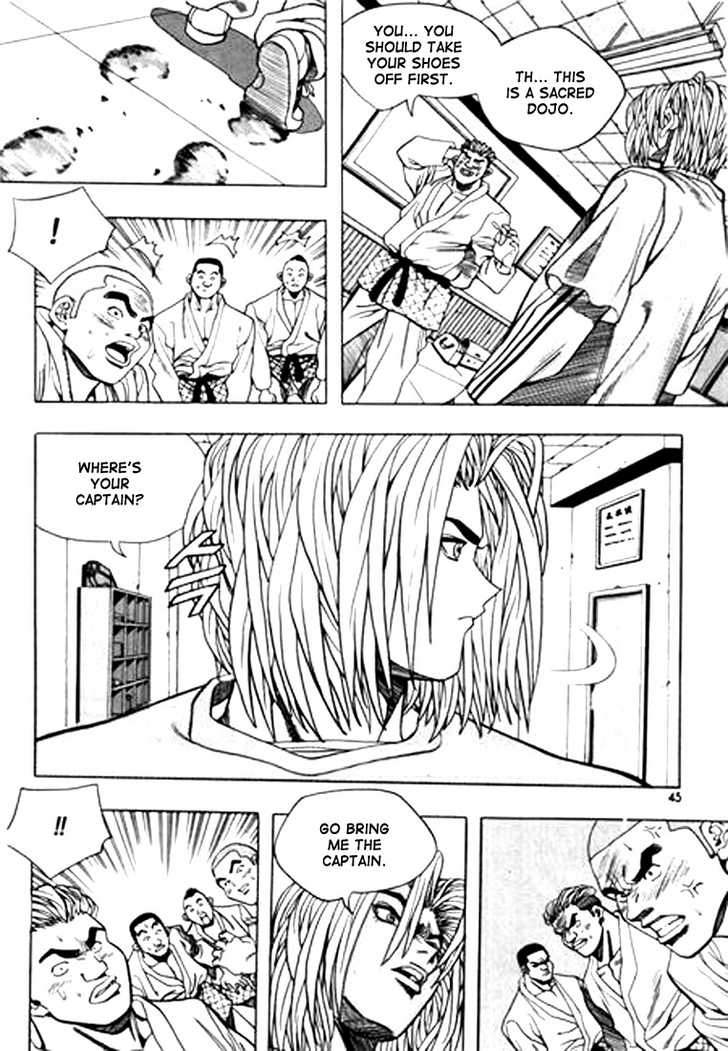 YOU... YOU
SHOULD TAKE
YOUR SHOES
OFF FIRST.
TH... THIS
IS A SACRED
DOJO.
!
WHERE'S
YOUR
CAPTAIN?
45
!!
GO BRING
ME THE
CAPTAIN.